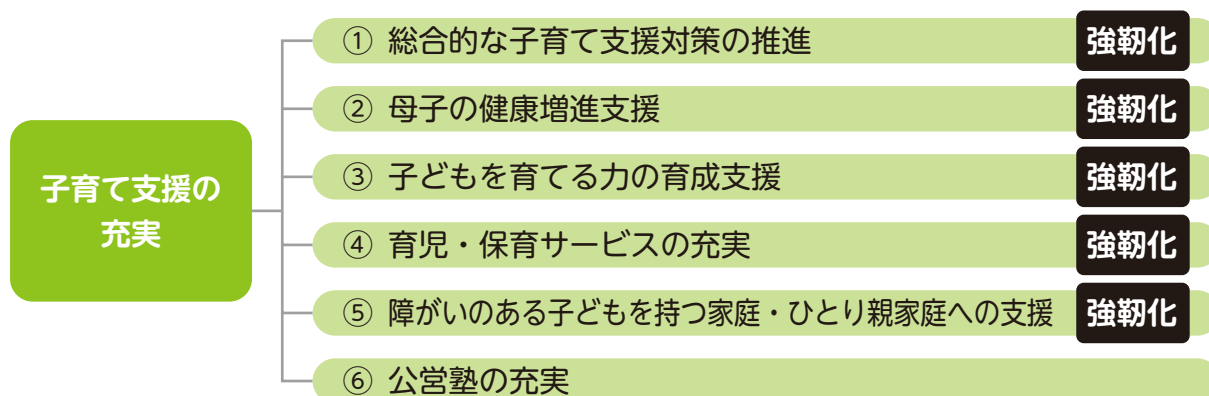 子育て支援の
充実
① 総合的な子育て支援対策の推進 強靭化
② 母子の健康増進支援 強靭化
③ 子どもを育てる力の育成支援 強靭化
④ 育児・保育サービスの充実 強靭化
⑤ 障がいのある子どもを持つ家庭・ひとり親家庭への支援 強靭化
⑥ 公営塾の充実